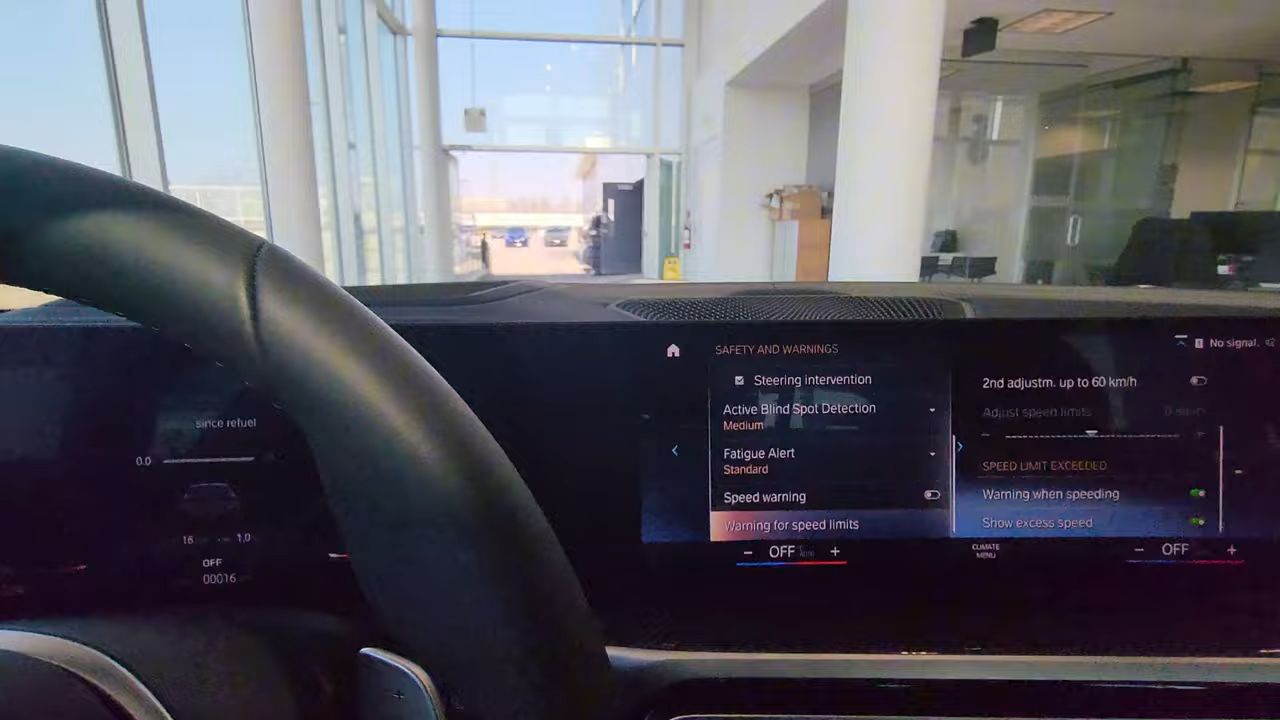 SAFETY AND WARNINGS
No signal.
Steering intervention
Active Blind Spot Detection
Medium
Fatigue Alert
Standard
Speed warning
Warning for speed limits
2nd adjustm. up to 60 km/h
Adjust speed limits
SPEED LIMIT EXCEEDED
Warning when speeding
Show excess speed
- OFF +
CLIMATE
MENU
- OFF +
since refuel
0.0
16 1,0
OFF
00016